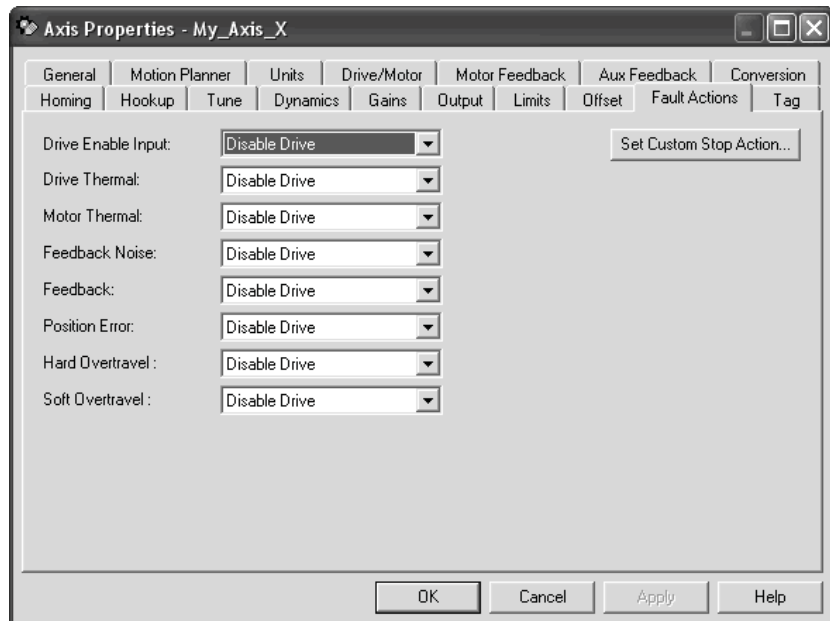 Axis Properties - My_Axis_X
General Motion Planner Units Drive/Motor Motor Feedback Aux Feedback Conversion
Homing Hookup Tune Dynamics Gains Output Limits Offset Fault Actions Tag
Drive Enable Input: Disable Drive Set Custom Stop Action...
Drive Thermal: Disable Drive
Motor Thermal: Disable Drive
Feedback Noise: Disable Drive
Feedback: Disable Drive
Position Error: Disable Drive
Hard Overtravel : Disable Drive
Soft Overtravel : Disable Drive
OK Cancel Apply Help